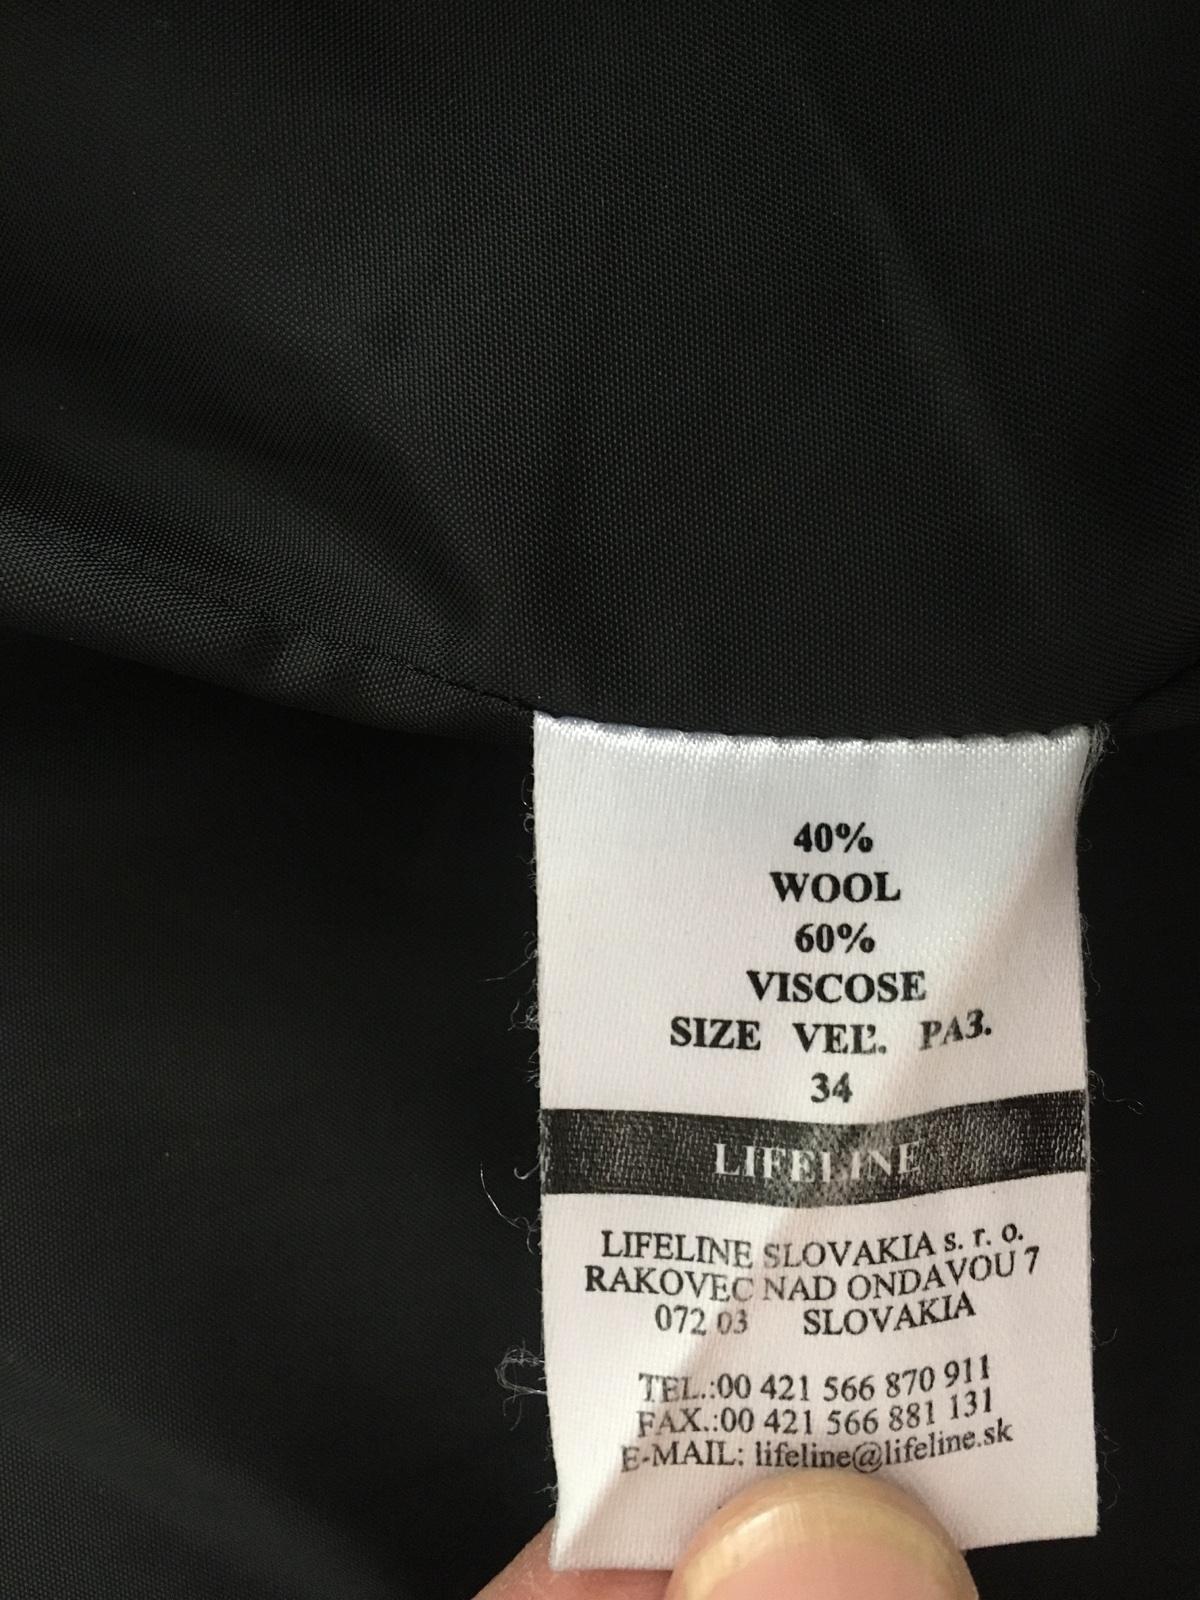 40%
WOOL
60%
VISCOSE
SIZE VEĽ. РАЗ.
34
LIFELINE
LIFELINE SLOVAKIA s. r. o.
RAKOVEC NAD ONDAVOU 7
072 03 SLOVAKIA
TEL.:00 421 566 870 911
FAX.:00 421 566 881 131
E-MAIL: lifeline@lifeline.sk